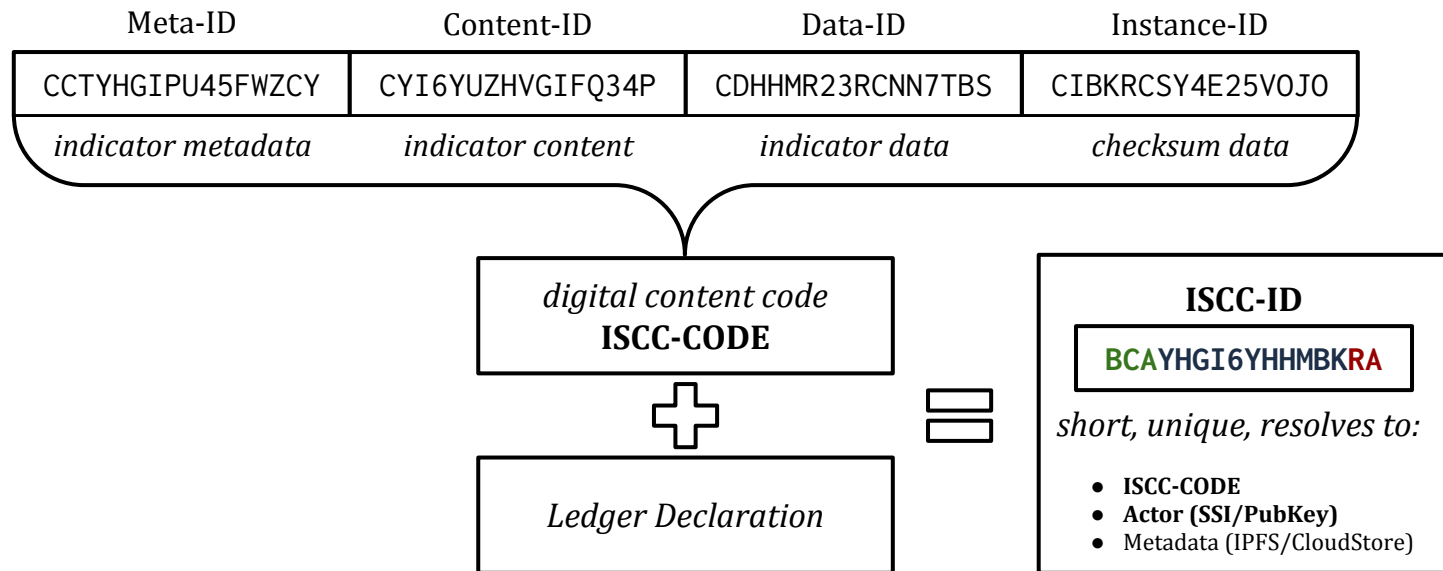 Meta-ID Content-ID Data-ID Instance-ID
CCTYHGIPU45FWZCY CYI6YUZHVGIFQ34P CDHHMR23RCNN7TBS CIBKRCSY4E25VOJO
indicator metadata indicator content indicator data checksum data
digital content code
ISCC-CODE
Ledger Declaration
ISCC-ID
BCAYHGI6YHHMBKRA
short, unique, resolves to:
● ISCC-CODE
● Actor (SSI/PubKey)
● Metadata (IPFS/CloudStore)